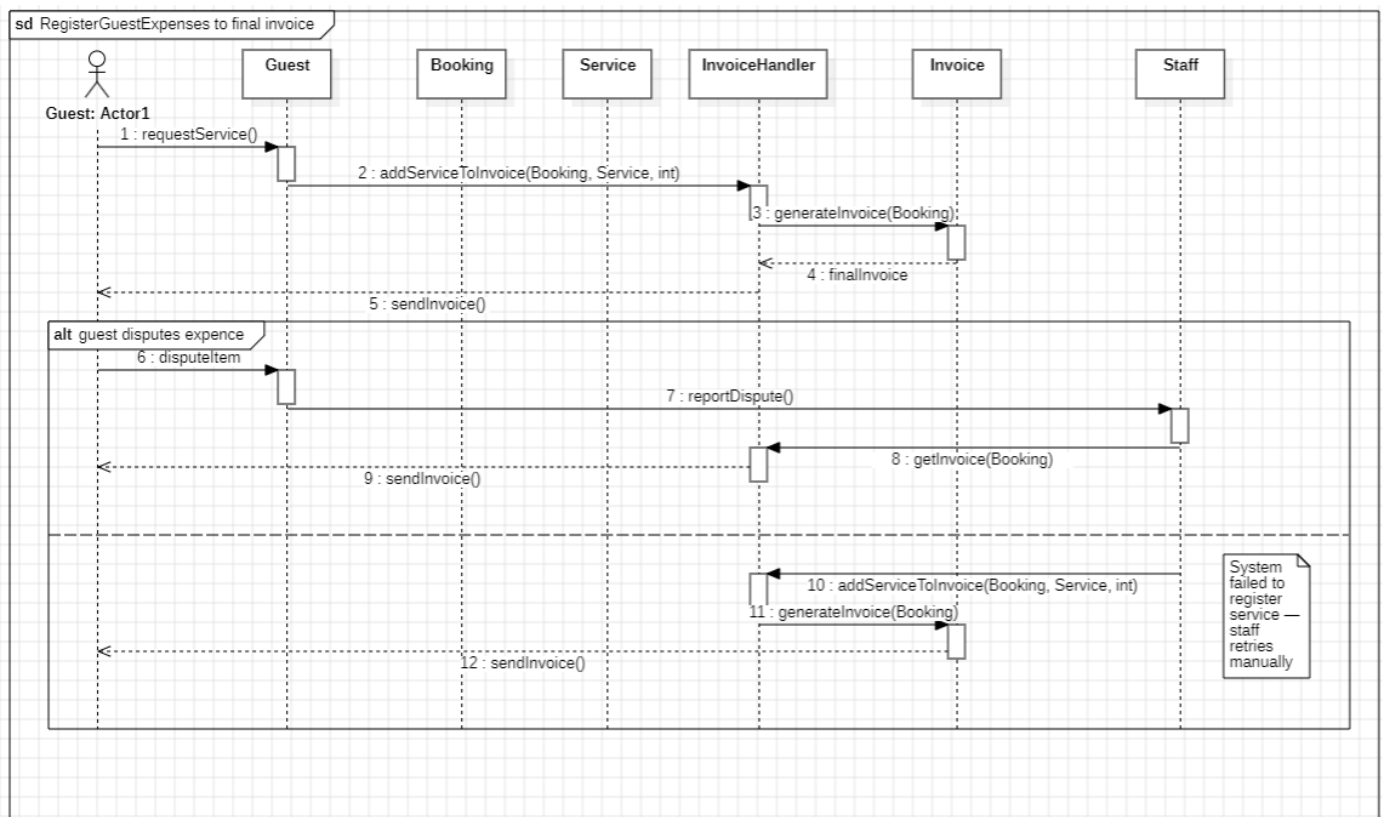 sd RegisterGuestExpenses to final invoice
Guest
Booking
Service
InvoiceHandler
Invoice
Staff
Guest: Actor1
1 : requestService()
2 : addServiceToInvoice(Booking, Service, int)
3 : generateInvoice(Booking);
4 : finalInvoice
5 : sendInvoice()
alt guest disputes expence
6 : disputeItem
7 : reportDispute()
8 : getInvoice(Booking)
9 : sendInvoice()
System
failed to
register
service —
staff
retries
manually
10 : addServiceToInvoice(Booking, Service, int)
11 : generateInvoice(Booking)
12 : sendInvoice()